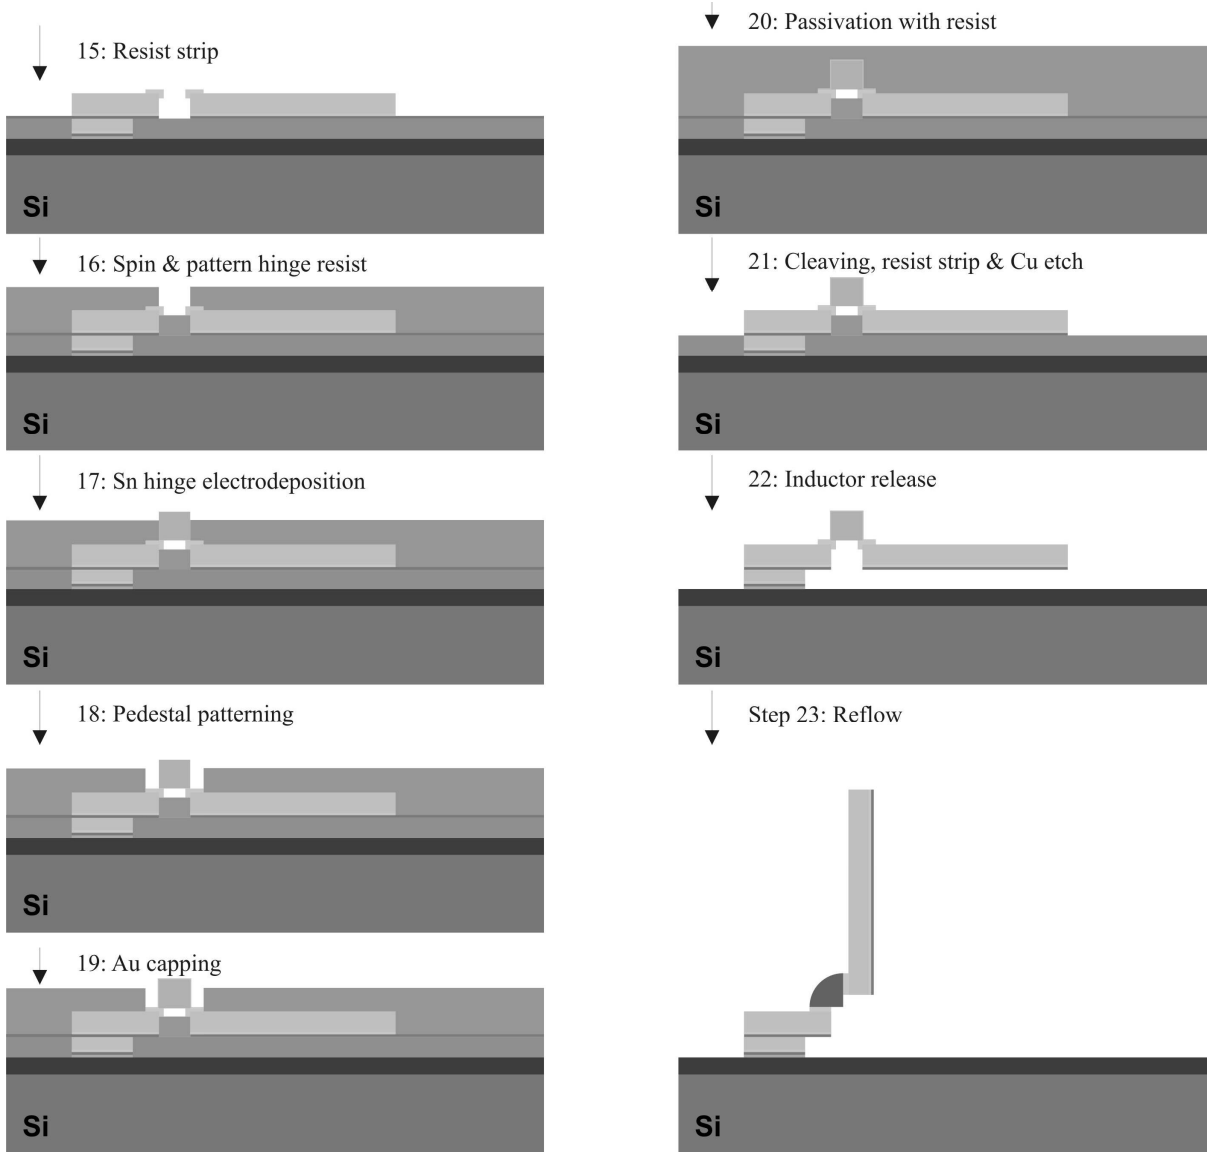 15: Resist strip
Si
16: Spin & pattern hinge resist
Si
17: Sn hinge electrodeposition
Si
18: Pedestal patterning
Si
19: Au capping
Si
20: Passivation with resist
Si
21: Cleaving, resist strip & Cu etch
Si
22: Inductor release
Si
Step 23: Reflow
Si